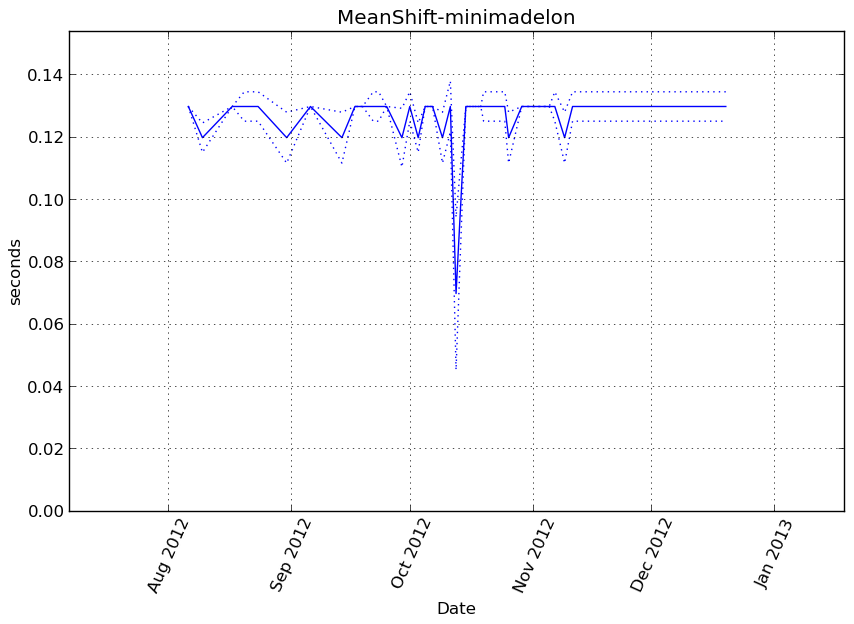 MeanShift-minimadelon
0.14
0.12
0.10
0.08
0.06
0.04
0.02
0.00
seconds
Aug 2012
Sep 2012
Oct 2012
Nov 2012
Dec 2012
Jan 2013
Date